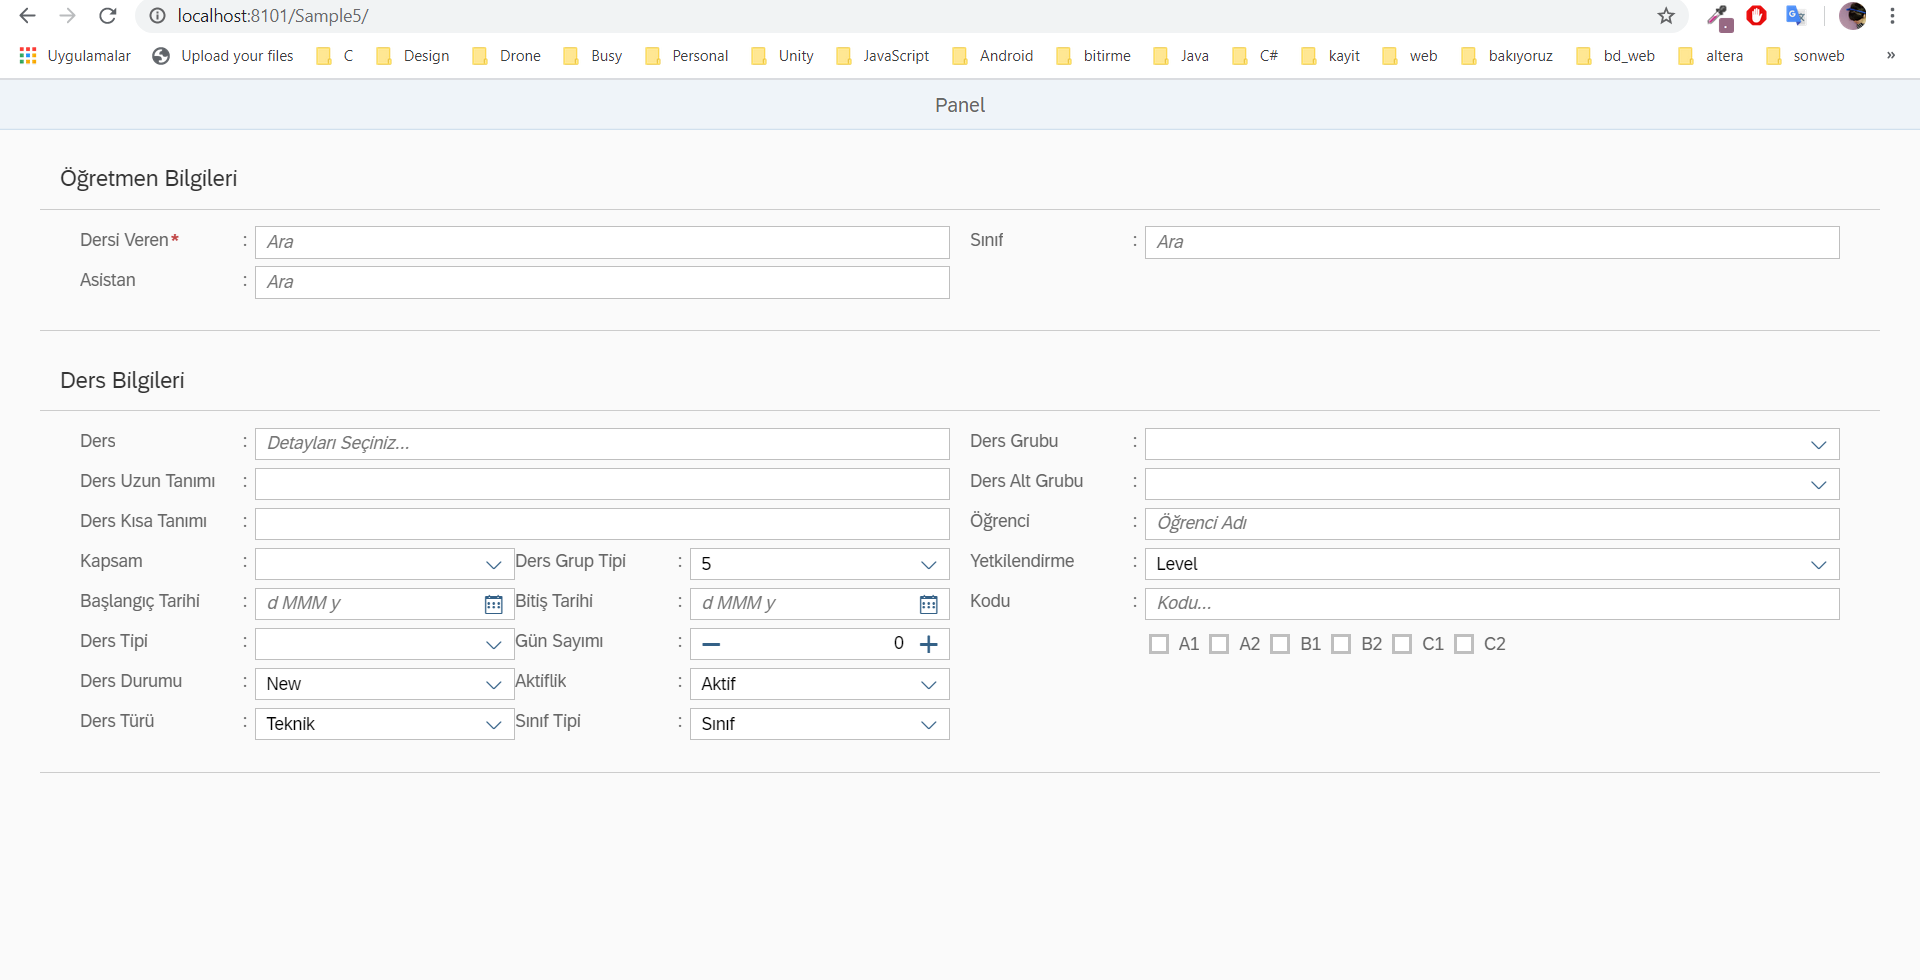 localhost:8101/Sample5/
Uygulamalar Upload your files C Design Drone Busy Personal Unity JavaScript Android bitirme Java C# kayit web bakıyoruz bd_web altera sonweb »
Panel
Öğretmen Bilgileri
Dersi Veren* : Ara Sınıf : Ara
Asistan : Ara
Ders Bilgileri
Ders : Detayları Seçiniz... Ders Grubu :
Ders Uzun Tanımı : Ders Alt Grubu :
Ders Kısa Tanımı : Öğrenci : Öğrenci Adı
Kapsam : Ders Grup Tipi : 5 Yetkilendirme : Level
Başlangıç Tarihi : d MMM y Bitiş Tarihi : d MMM y Kodu : Kodu...
Ders Tipi : Gün Sayımı : 0 A1 A2 B1 B2 C1 C2
Ders Durumu : New Aktiflik : Aktif
Ders Türü : Teknik Sınıf Tipi : Sınıf